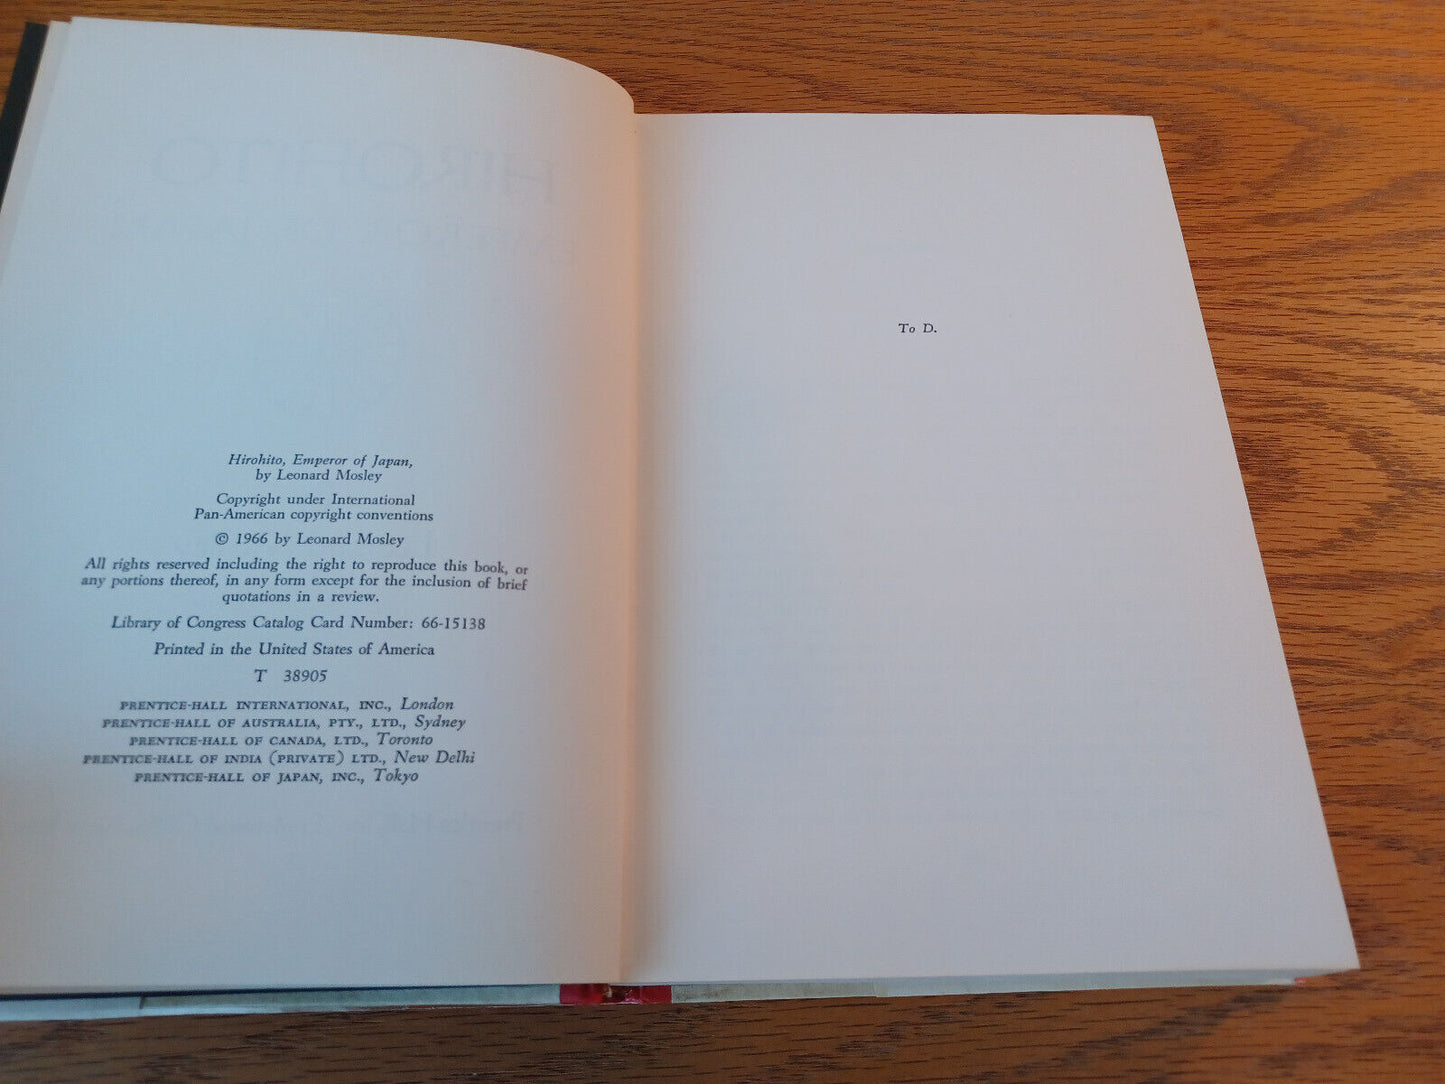 Hirohito, Emperor of Japan,
by Leonard Mosley
Copyright under International
Pan-American copyright conventions
© 1966 by Leonard Mosley
All rights reserved including the right to reproduce this book, or
any portions thereof, in any form except for the inclusion of brief
quotations in a review.
Library of Congress Catalog Card Number: 66-15138
Printed in the United States of America
T 38905
PRENTICE-HALL INTERNATIONAL, INC., London
PRENTICE-HALL OF AUSTRALIA, PTY., LTD., Sydney
PRENTICE-HALL OF CANADA, LTD., Toronto
PRENTICE-HALL OF INDIA (PRIVATE) LTD., New Delhi
PRENTICE-HALL OF JAPAN, INC., Tokyo
To D.